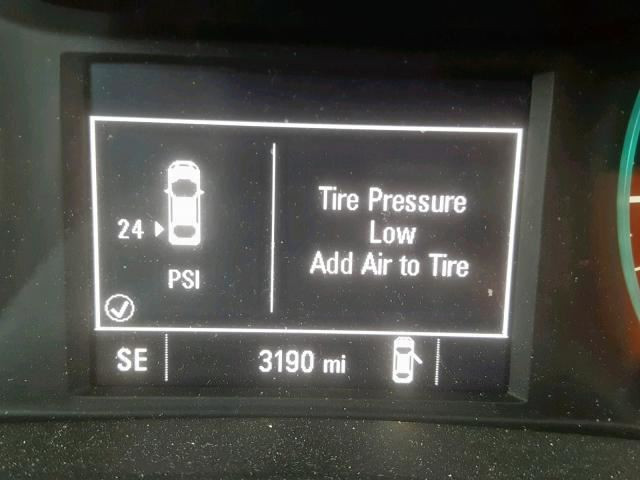 24
PSI
Tire Pressure
Low
Add Air to Tire
SE
3190 mi